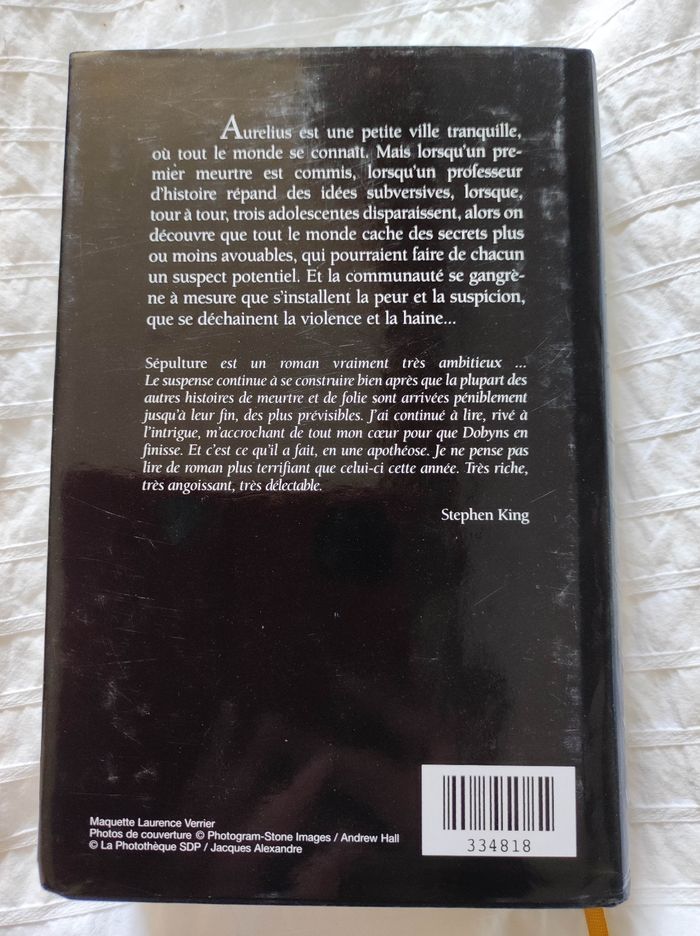 Aurelius est une petite ville tranquille,
où tout le monde se connaît. Mais lorsqu'un pre-
mier meurtre est commis, lorsqu'un professeur
d'histoire répand des idées subversives, lorsque,
tour à tour, trois adolescentes disparaissent, alors on
découvre que tout le monde cache des secrets plus
ou moins avouables, qui pourraient faire de chacun
un suspect potentiel. Et la communauté se gangrè-
ne à mesure que s'installent la peur et la suspicion,
que se déchainent la violence et la haine...
Sépulture est un roman vraiment très ambitieux ...
Le suspense continue à se construire bien après que la plupart des
autres histoires de meurtre et de folie sont arrivées péniblement
jusqu'à leur fin, des plus prévisibles. J'ai continué à lire, rivé à
l'intrigue, m'accrochant de tout mon cœur pour que Dobyns en
finisse. Et c'est ce qu'il a fait, en une apothéose. Je ne pense pas
lire de roman plus terrifiant que celui-ci cette année. Très riche,
très angoissant, très délectable.
Stephen King
Maquette Laurence Verrier
Photos de couverture © Photogram-Stone Images / Andrew Hall
© La Photothèque SDP / Jacques Alexandre
334818